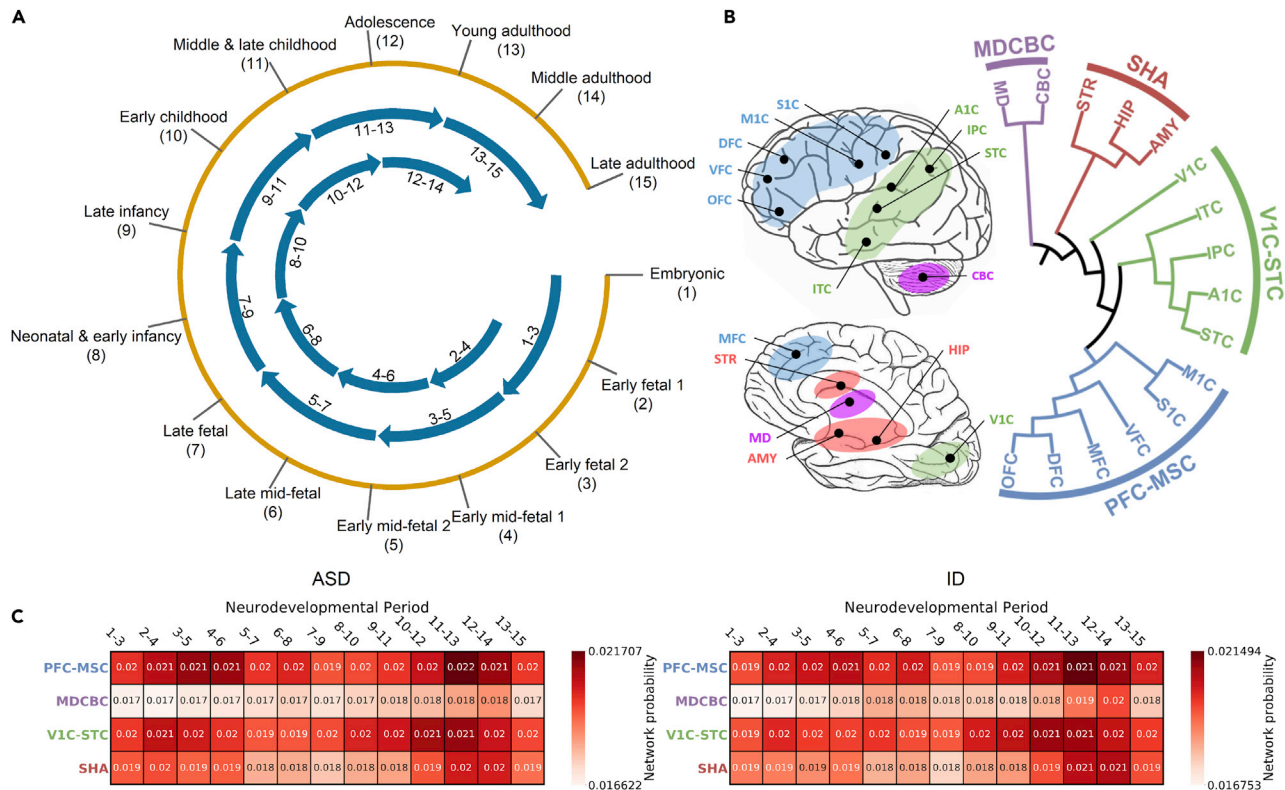 A
Adolescence
(12)
Young adulthood
(13)
Middle & late childhood
(11)
Middle adulthood
(14)
Early childhood
(10)
Late adulthood
(15)
Late infancy
(9)
Embryonic
(1)
Neonatal & early infancy
(8)
Early fetal 1
(2)
Late fetal
(7)
Early fetal 2
(3)
Late mid-fetal
(6)
Early mid-fetal 1
(4)
Early mid-fetal 2
(5)
1-3
3-5
5-7
7-9
9-11
11-13
13-15
2-4
4-6
6-8
8-10
10-12
12-14
B
S1C
M1C
DFC
VFC
OFC
A1C
IPC
STC
ITC
CBC
MFC
STR
HIP
MD
AMY
V1C
MDCBC
MD
CBC
SHA
STR
HIP
AMY
V1C-STC
V1C
ITC
IPC
A1C
STC
PFC-MSC
M1C
S1C
VFC
MFC
DFC
OFC
C
ASD
Neurodevelopmental Period
1-3 2-4 3-5 4-6 5-7 6-8 7-9 8-10 9-11 10-12 11-13 12-14 13-15
PFC-MSC 0.02 0.021 0.021 0.021 0.02 0.02 0.019 0.02 0.02 0.02 0.022 0.021 0.02
MDCBC 0.017 0.017 0.017 0.017 0.017 0.017 0.017 0.017 0.018 0.018 0.018 0.018 0.017
V1C-STC 0.02 0.021 0.02 0.02 0.019 0.019 0.02 0.02 0.02 0.021 0.021 0.02 0.02
SHA 0.019 0.02 0.019 0.019 0.018 0.018 0.018 0.018 0.018 0.019 0.02 0.02 0.019
0.021707
Network probability
0.016622
ID
Neurodevelopmental Period
1-3 2-4 3-5 4-6 5-7 6-8 7-9 8-10 9-11 10-12 11-13 12-14 13-15
PFC-MSC 0.019 0.02 0.02 0.021 0.02 0.02 0.019 0.019 0.02 0.021 0.021 0.021 0.02
MDCBC 0.017 0.017 0.017 0.018 0.018 0.018 0.018 0.018 0.018 0.018 0.019 0.02 0.018
V1C-STC 0.019 0.02 0.02 0.02 0.02 0.019 0.019 0.02 0.02 0.021 0.021 0.02 0.02
SHA 0.019 0.019 0.019 0.019 0.018 0.018 0.018 0.018 0.018 0.019 0.021 0.021 0.019
0.021494
Network probability
0.016753